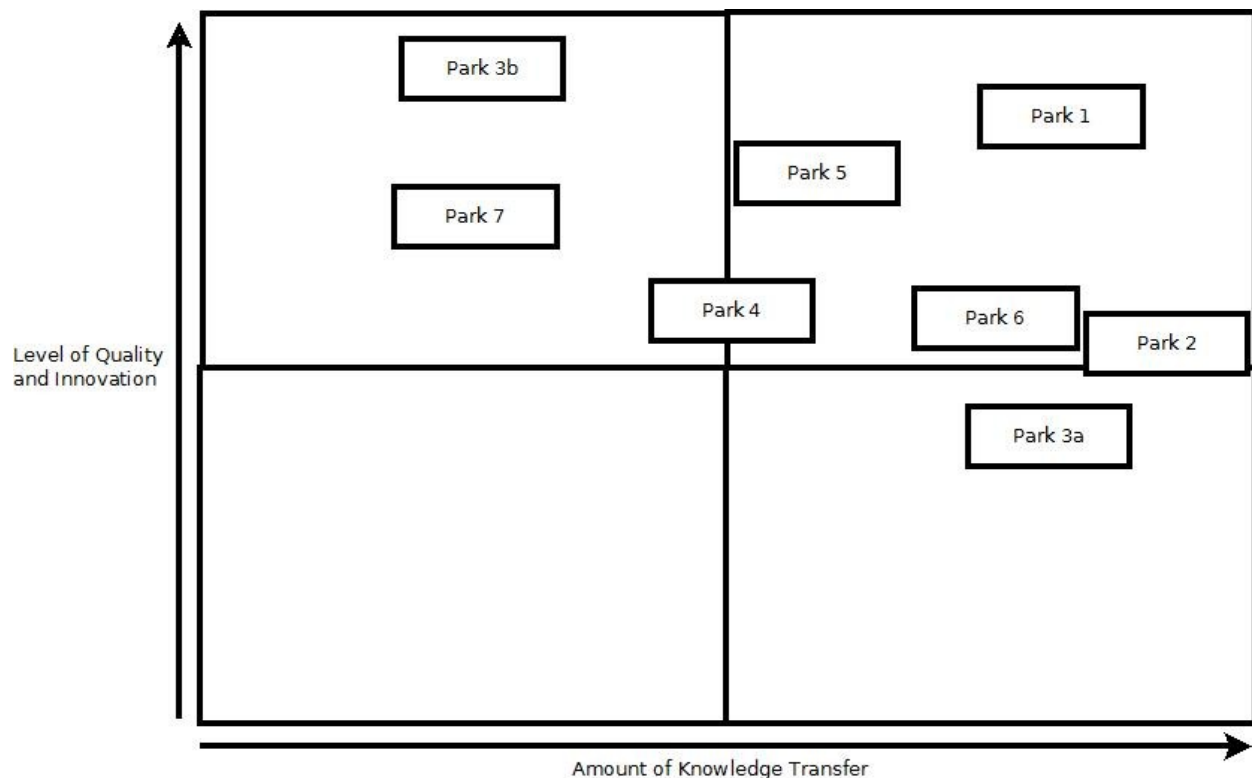 Park 3b
Park 1
Park 5
Park 7
Park 4
Park 6
Park 2
Level of Quality
and Innovation
Park 3a
Amount of Knowledge Transfer